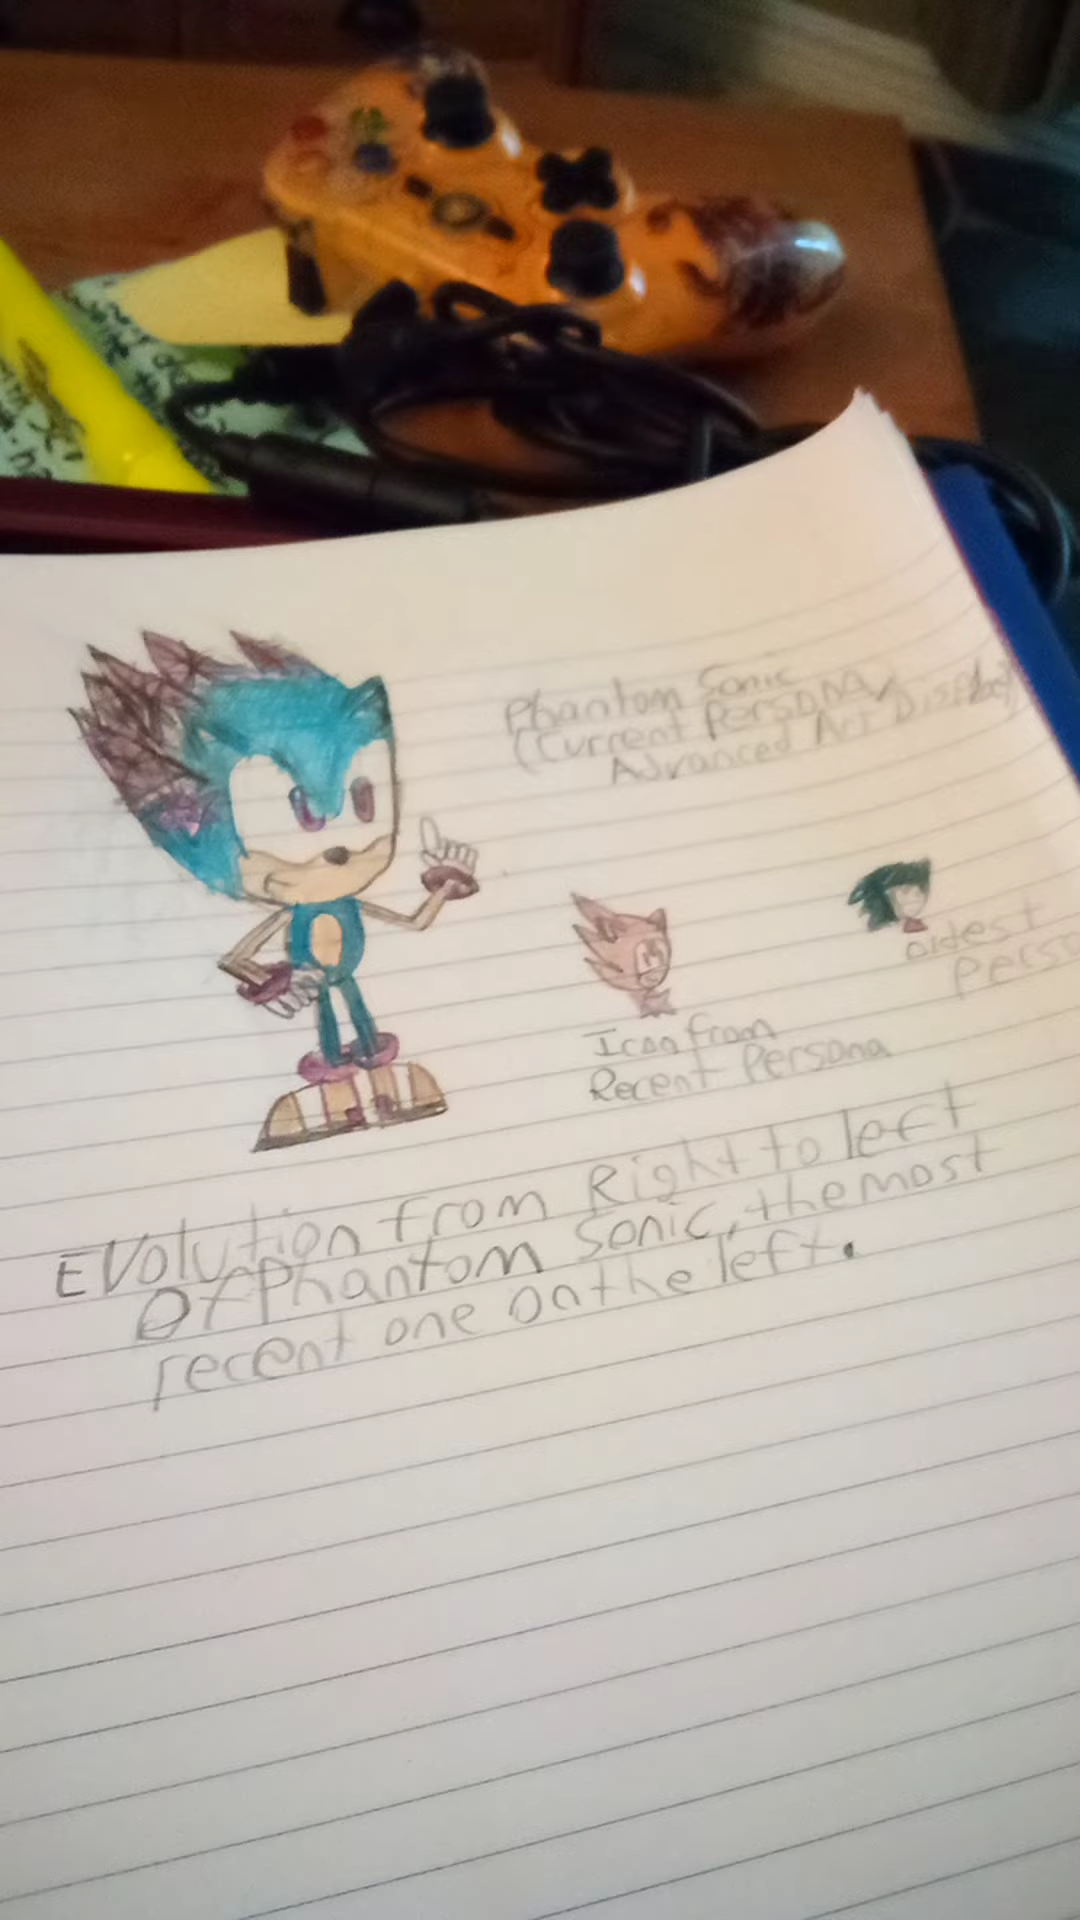 Phantom Sonic
(Current Persona/
Advanced Art Display)
oldest
Perso
Icon from
Recent Persona
Evolution from Right to left
Of Phantom Sonic, the most
recent one on the left.